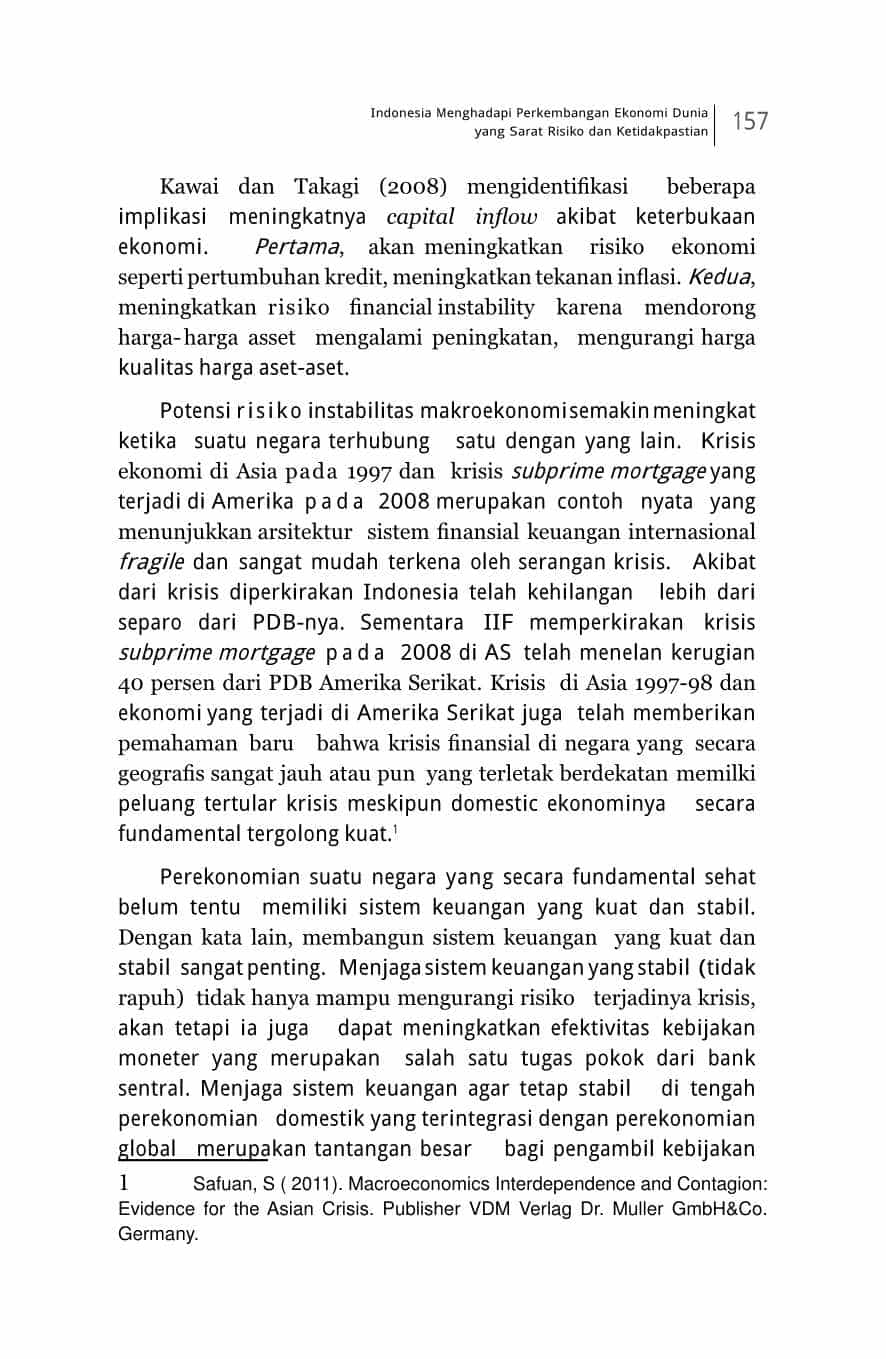 Indonesia Menghadapi Perkembangan Ekonomi Dunia
yang Sarat Risiko dan Ketidakpastian
157
Kawai dan Takagi (2008) mengidentifikasi beberapa
implikasi meningkatnya capital inflow akibat keterbukaan
ekonomi. Pertama, akan meningkatkan risiko ekonomi
seperti pertumbuhan kredit, meningkatkan tekanan inflasi. Kedua,
meningkatkan risiko financial instability karena mendorong
harga-harga asset mengalami peningkatan, mengurangi harga
kualitas harga aset-aset.
Potensi risiko instabilitas makroekonomi semakin meningkat
ketika suatu negara terhubung satu dengan yang lain. Krisis
ekonomi di Asia pada 1997 dan krisis subprime mortgage yang
terjadi di Amerika pada 2008 merupakan contoh nyata yang
menunjukkan arsitektur sistem finansial keuangan internasional
fragile dan sangat mudah terkena oleh serangan krisis. Akibat
dari krisis diperkirakan Indonesia telah kehilangan lebih dari
separo dari PDB-nya. Sementara IIF memperkirakan krisis
subprime mortgage pada 2008 di AS telah menelan kerugian
40 persen dari PDB Amerika Serikat. Krisis di Asia 1997-98 dan
ekonomi yang terjadi di Amerika Serikat juga telah memberikan
pemahaman baru bahwa krisis finansial di negara yang secara
geografis sangat jauh atau pun yang terletak berdekatan memilki
peluang tertular krisis meskipun domestic ekonominya secara
fundamental tergolong kuat.1
Perekonomian suatu negara yang secara fundamental sehat
belum tentu memiliki sistem keuangan yang kuat dan stabil.
Dengan kata lain, membangun sistem keuangan yang kuat dan
stabil sangat penting. Menjaga sistem keuangan yang stabil (tidak
rapuh) tidak hanya mampu mengurangi risiko terjadinya krisis,
akan tetapi ia juga dapat meningkatkan efektivitas kebijakan
moneter yang merupakan salah satu tugas pokok dari bank
sentral. Menjaga sistem keuangan agar tetap stabil di tengah
perekonomian domestik yang terintegrasi dengan perekonomian
global merupakan tantangan besar bagi pengambil kebijakan
1 Safuan, S ( 2011). Macroeconomics Interdependence and Contagion:
Evidence for the Asian Crisis. Publisher VDM Verlag Dr. Muller GmbH&Co.
Germany.